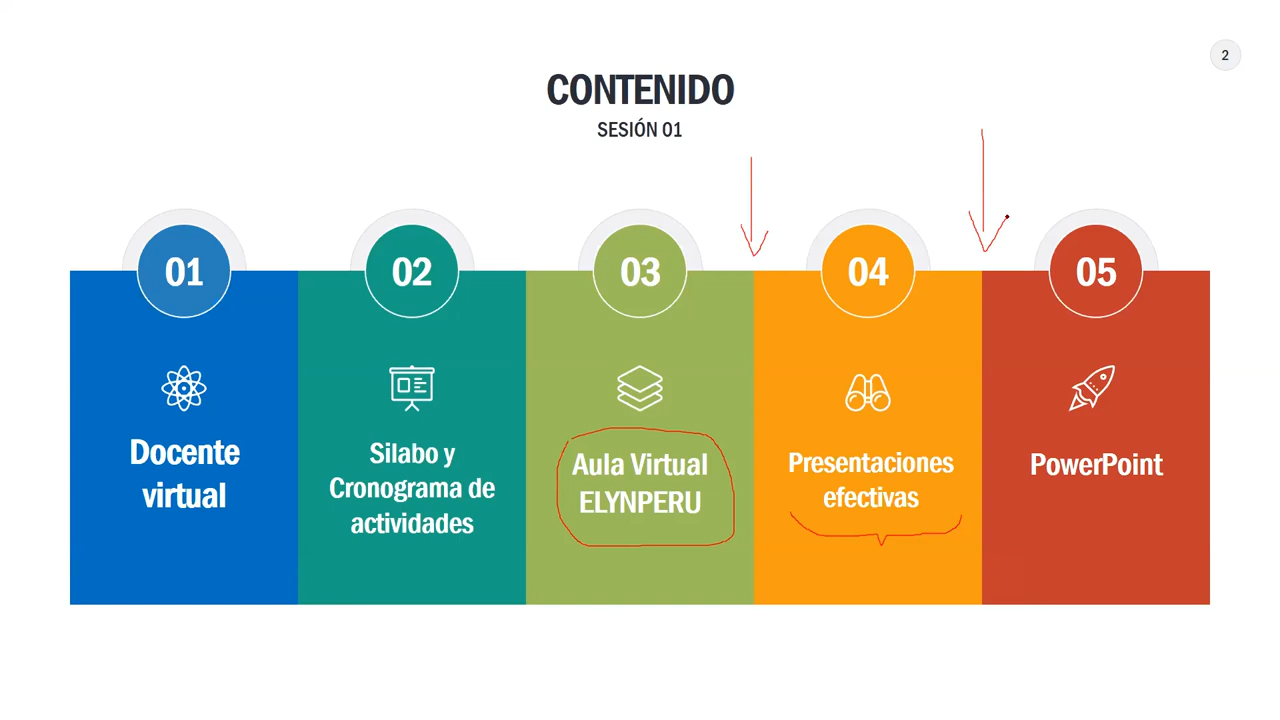 2
CONTENIDO
SESIÓN 01
01
Docente
virtual
02
Silabo y
Cronograma de
actividades
03
Aula Virtual
ELYNPERU
04
Presentaciones
efectivas
05
PowerPoint